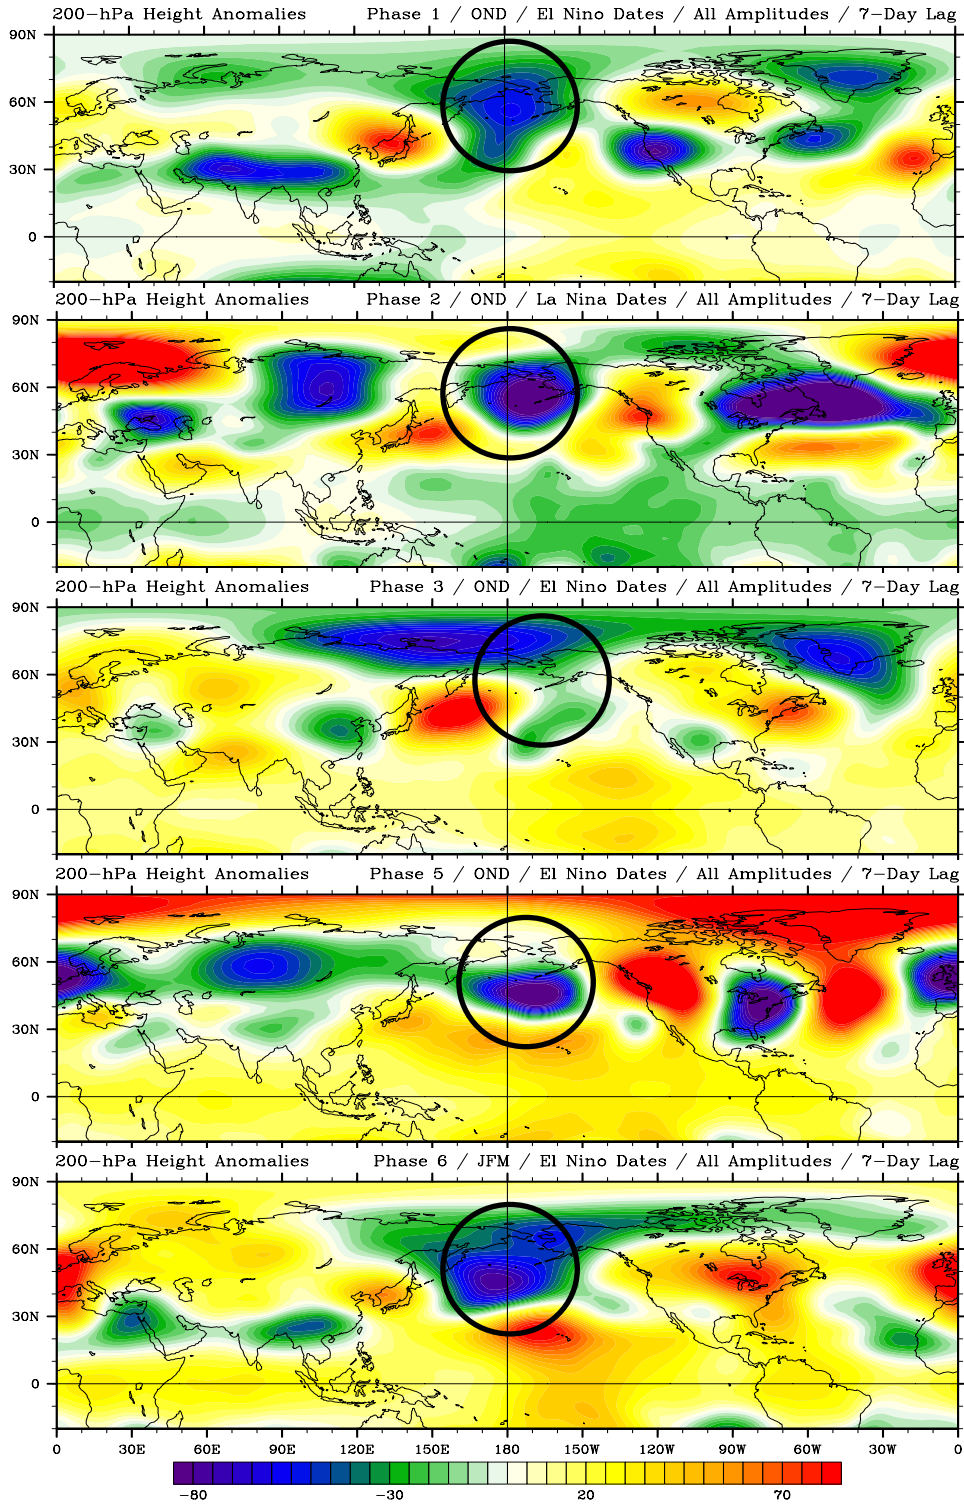 200-hPa Height Anomalies Phase 1 / OND / El Nino Dates / All Amplitudes / 7-Day Lag
90N
60N
30N
0
200-hPa Height Anomalies Phase 2 / OND / La Nina Dates / All Amplitudes / 7-Day Lag
90N
60N
30N
0
200-hPa Height Anomalies Phase 3 / OND / El Nino Dates / All Amplitudes / 7-Day Lag
90N
60N
30N
0
200-hPa Height Anomalies Phase 5 / OND / El Nino Dates / All Amplitudes / 7-Day Lag
90N
60N
30N
0
200-hPa Height Anomalies Phase 6 / JFM / El Nino Dates / All Amplitudes / 7-Day Lag
90N
60N
30N
0
0 30E 60E 90E 120E 150E 180 150W 120W 90W 60W 30W 0
-80 -30 20 70